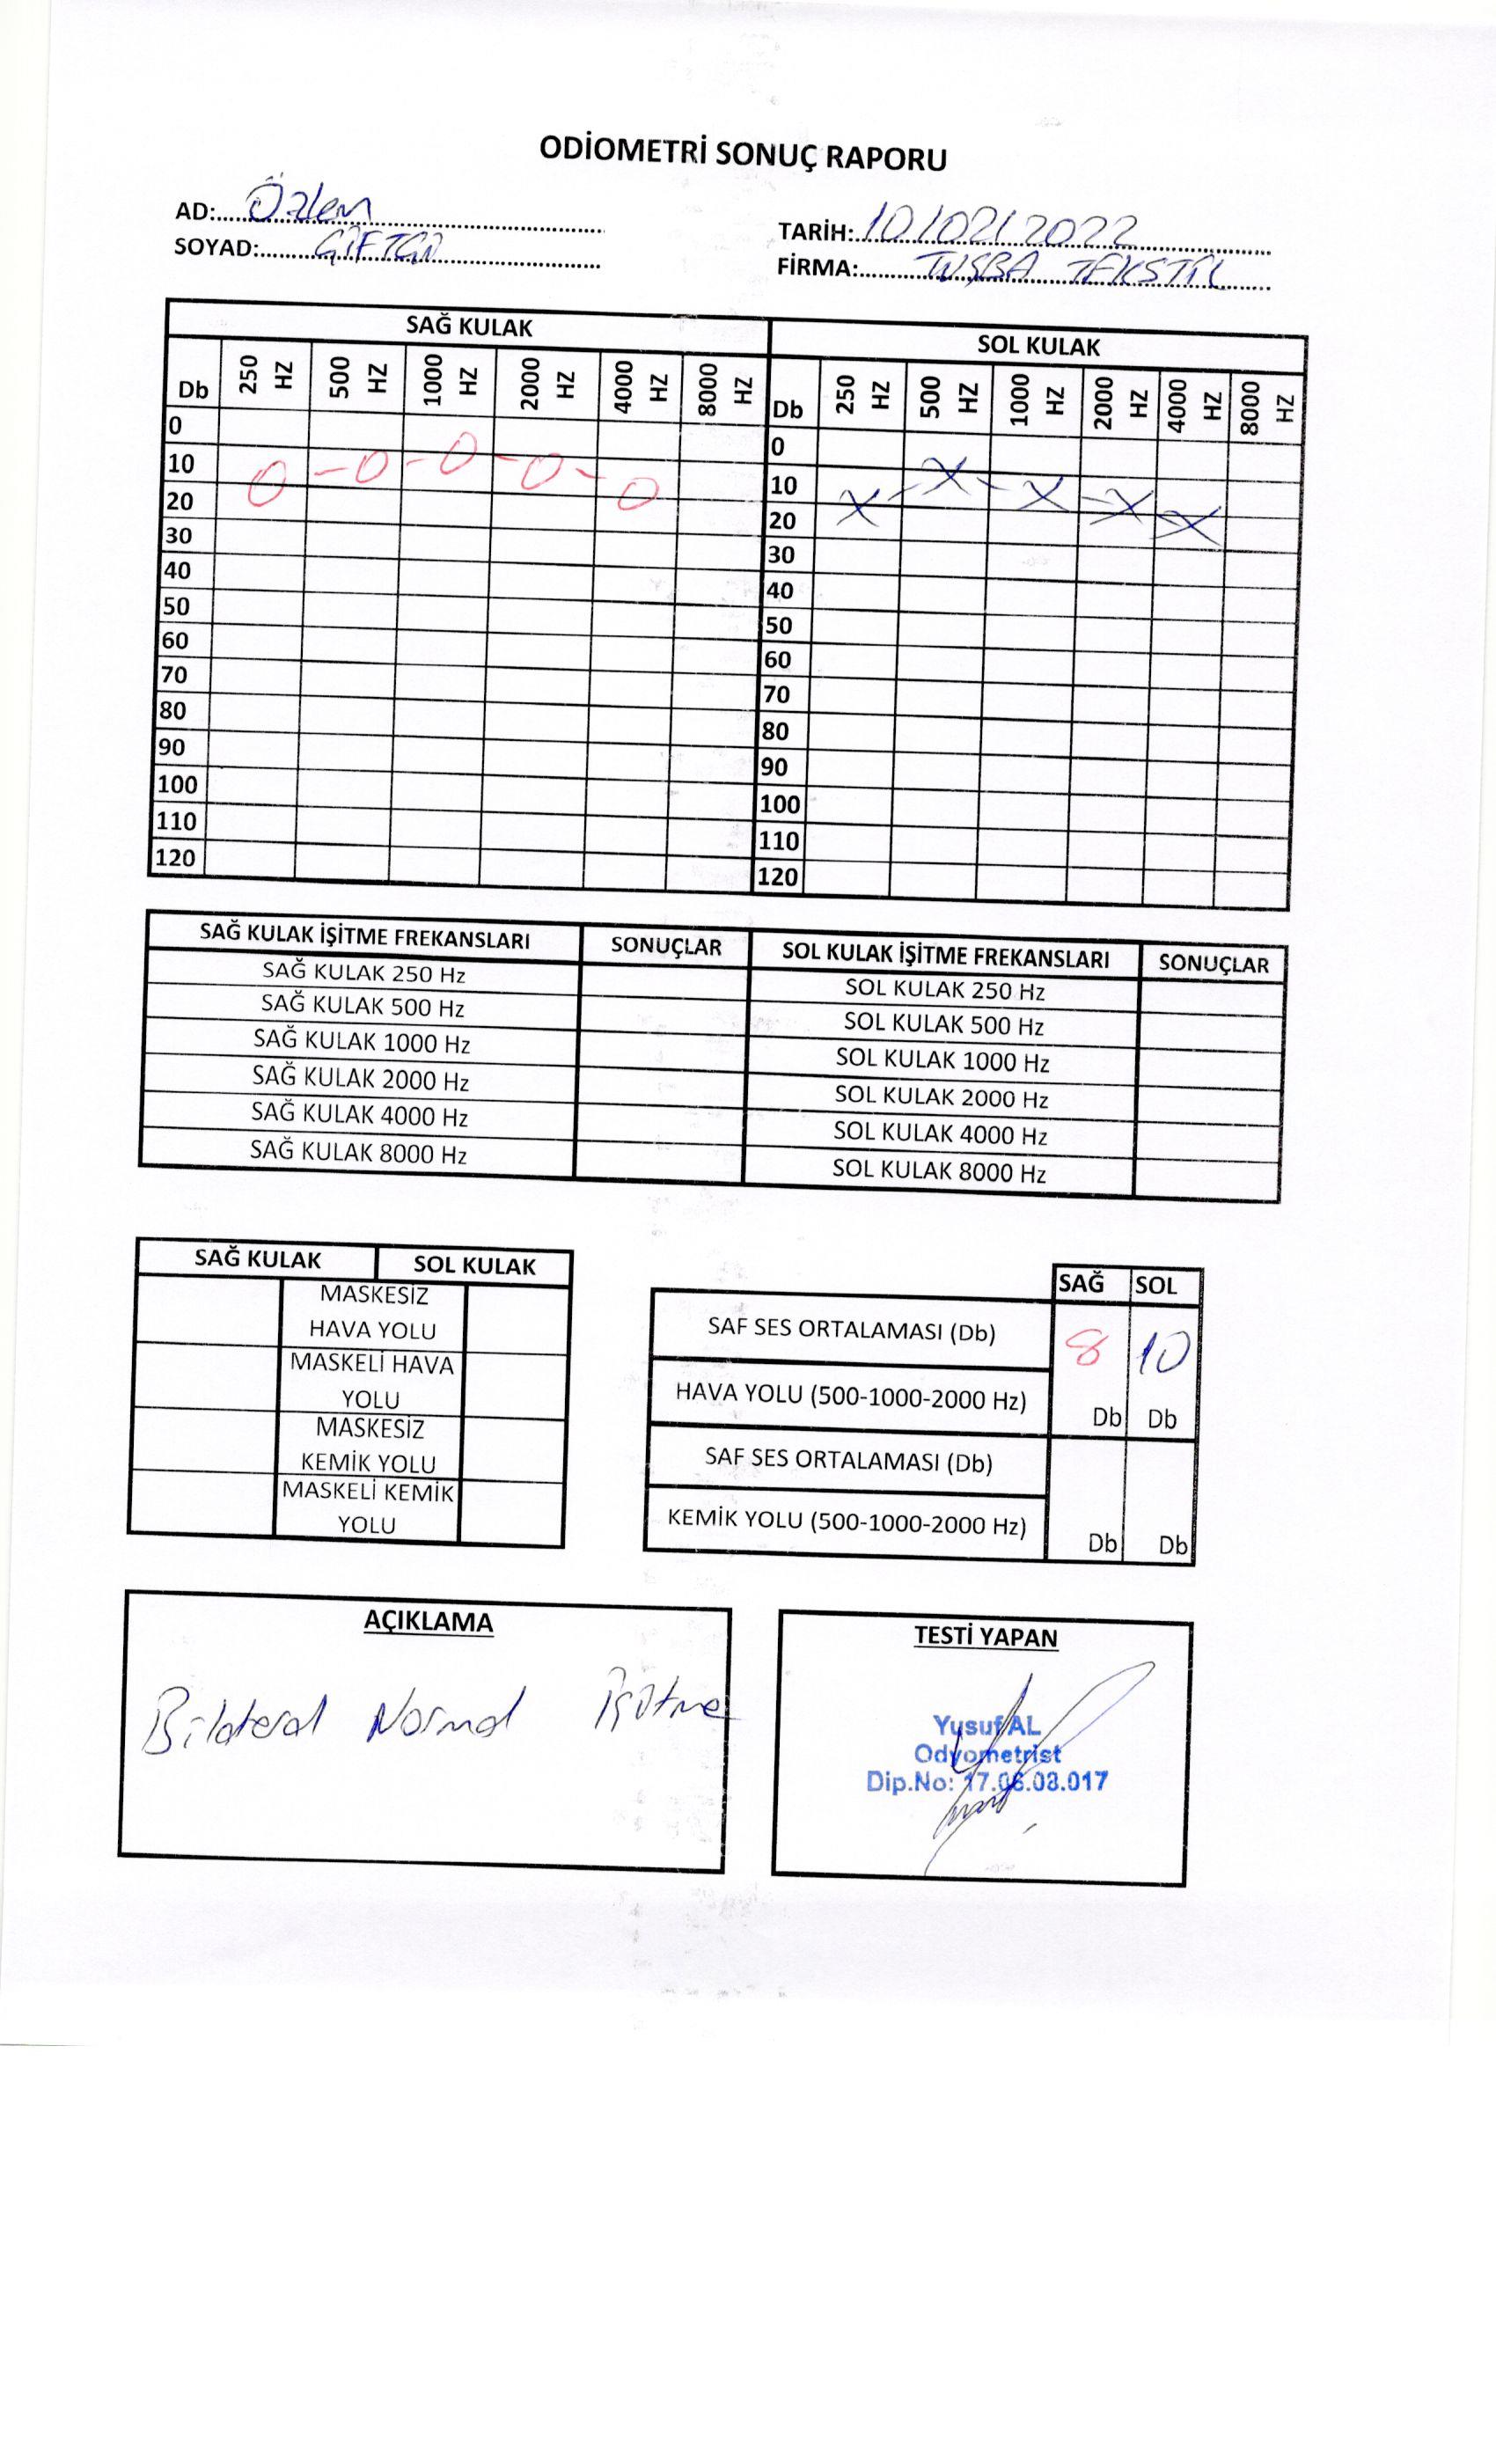 ODİOMETRİ SONUÇ RAPORU
AD: Özlem
TARİH: 10/02/2022
SOYAD: ÇİFTÇİ
FİRMA: TUŞBA TEKSTİL
SAĞ KULAK SOL KULAK
Db 250 HZ 500 HZ 1000 HZ 2000 HZ 4000 HZ 8000 HZ Db 250 HZ 500 HZ 1000 HZ 2000 HZ 4000 HZ 8000 HZ
0 0
10 10
20 20
30 30
40 40
50 50
60 60
70 70
80 80
90 90
100 100
110 110
120 120
SAĞ KULAK İŞİTME FREKANSLARI SONUÇLAR SOL KULAK İŞİTME FREKANSLARI SONUÇLAR
SAĞ KULAK 250 Hz SOL KULAK 250 Hz
SAĞ KULAK 500 Hz SOL KULAK 500 Hz
SAĞ KULAK 1000 Hz SOL KULAK 1000 Hz
SAĞ KULAK 2000 Hz SOL KULAK 2000 Hz
SAĞ KULAK 4000 Hz SOL KULAK 4000 Hz
SAĞ KULAK 8000 Hz SOL KULAK 8000 Hz
SAĞ KULAK SOL KULAK
MASKESİZ
HAVA YOLU
MASKELİ HAVA
YOLU
MASKESİZ
KEMİK YOLU
MASKELİ KEMİK
YOLU
SAĞ SOL
SAF SES ORTALAMASI (Db) 8 10
HAVA YOLU (500-1000-2000 Hz) Db Db
SAF SES ORTALAMASI (Db)
KEMİK YOLU (500-1000-2000 Hz) Db Db
AÇIKLAMA
Bilateral Normal İşitme
TESTİ YAPAN
Yusuf AL
Odyometrist
Dip.No: 17.06.03.017